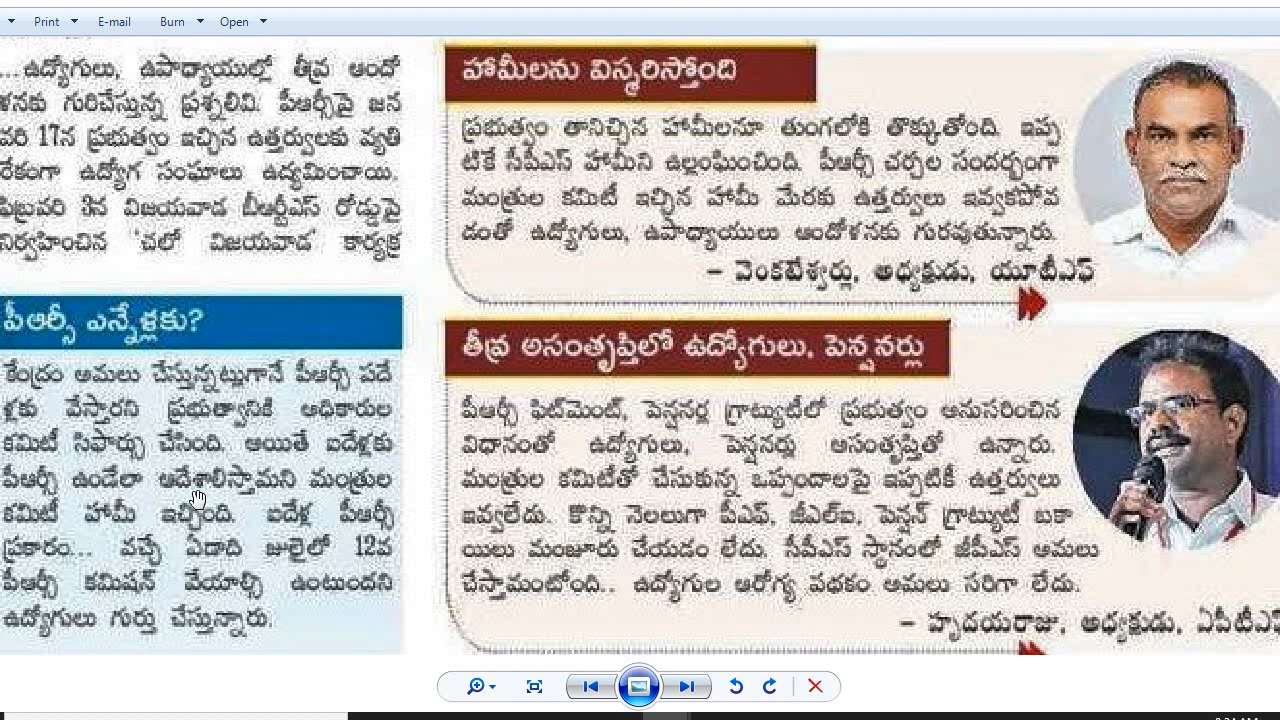 Print
E-mail
Burn
Open
...ఉద్యోగులు, ఉపాధ్యాయుల్లో తీవ్ర ఆందో
ళనకు గురిచేస్తున్న ప్రశ్నలివి. పీఆర్సీపై జన
వరి 17న ప్రభుత్వం ఇచ్చిన ఉత్తర్వులకు వ్యతి
రేకంగా ఉద్యోగ సంఘాలు ఉద్యమించాయి.
ఫిబ్రవరి 3న విజయవాడ బీఆర్టీఎస్ రోడ్డుపై
నిర్వహించిన 'చలో విజయవాడ' కార్యక్ర
పీఆర్సీ ఎన్నేళ్లకు?
కేంద్రం అమలు చేస్తున్నట్లుగానే పీఆర్సీ పదే
ళ్లకు వేస్తారని ప్రభుత్వానికి అధికారుల
కమిటీ సిఫార్సు చేసింది. అయితే ఐదేళ్లకు
పీఆర్సీ ఉండేలా ఆదేశాలిస్తామని మంత్రుల
కమిటీ హామీ ఇచ్చింది. ఐదేళ్ల పీఆర్సీ
ప్రకారం... వచ్చే ఏడాది జులైలో 12వ
పీఆర్సీ కమిషన్ వేయాల్సి ఉంటుందని
ఉద్యోగులు గుర్తు చేస్తున్నారు.
హామీలను విస్మరిస్తోంది
ప్రభుత్వం తానిచ్చిన హామీలనూ తుంగలోకి తొక్కుతోంది. ఇప్ప
టికే సీపీఎస్ హామీని ఉల్లంఘించింది. పీఆర్సీ చర్చల సందర్భంగా
మంత్రుల కమిటీ ఇచ్చిన హామీ మేరకు ఉత్తర్వులు ఇవ్వకపోవ
డంతో ఉద్యోగులు, ఉపాధ్యాయులు ఆందోళనకు గురవుతున్నారు.
– వెంకటేశ్వర్లు, అధ్యక్షుడు, యూటీఎఫ్
తీవ్ర అసంతృప్తిలో ఉద్యోగులు, పెన్షనర్లు
పీఆర్సీ ఫిట్‌మెంట్, పెన్షనర్ల గ్రాట్యుటీలో ప్రభుత్వం అనుసరించిన
విధానంతో ఉద్యోగులు, పెన్షనర్లు అసంతృప్తితో ఉన్నారు.
మంత్రుల కమిటీతో చేసుకున్న ఒప్పందాలపై ఇప్పటికీ ఉత్తర్వులు
ఇవ్వలేదు. కొన్ని నెలలుగా పీఎఫ్, జీఎల్ఐ, పెన్షన్ గ్రాట్యుటీ బకా
యిలు మంజూరు చేయడం లేదు. సీపీఎస్ స్థానంలో జీపీఎస్ అమలు
చేస్తామంటోంది.. ఉద్యోగుల ఆరోగ్య పథకం అమలు సరిగా లేదు.
– హృదయరాజు, అధ్యక్షుడు, ఏపీటీఎఫ్